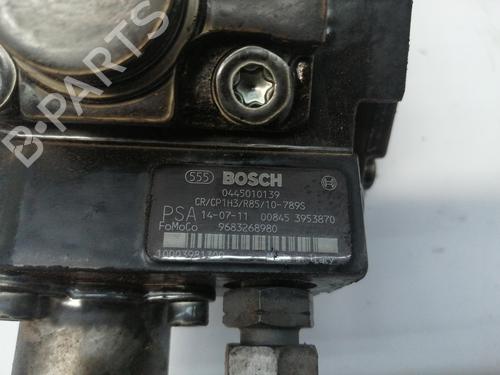 B-PARTS
555 BOSCH
0445010139
CR/CP1H3/R85/10-789S
PSA 14-07-11 00845 3953870
FoMoCo 9683268980